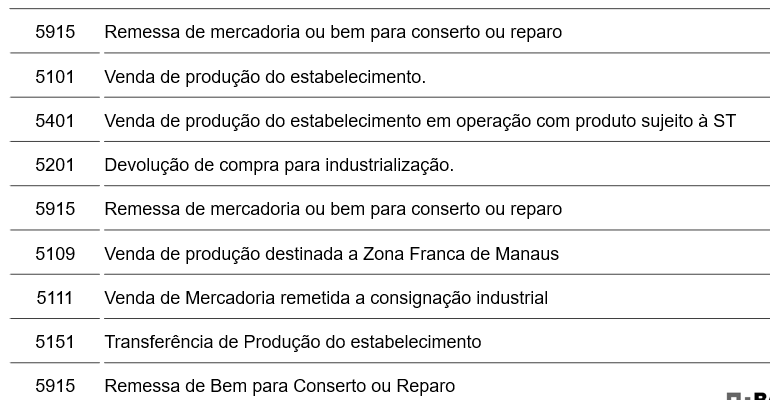 5915 Remessa de mercadoria ou bem para conserto ou reparo
5101 Venda de produção do estabelecimento.
5401 Venda de produção do estabelecimento em operação com produto sujeito à ST
5201 Devolução de compra para industrialização.
5915 Remessa de mercadoria ou bem para conserto ou reparo
5109 Venda de produção destinada a Zona Franca de Manaus
5111 Venda de Mercadoria remetida a consignação industrial
5151 Transferência de Produção do estabelecimento
5915 Remessa de Bem para Conserto ou Reparo